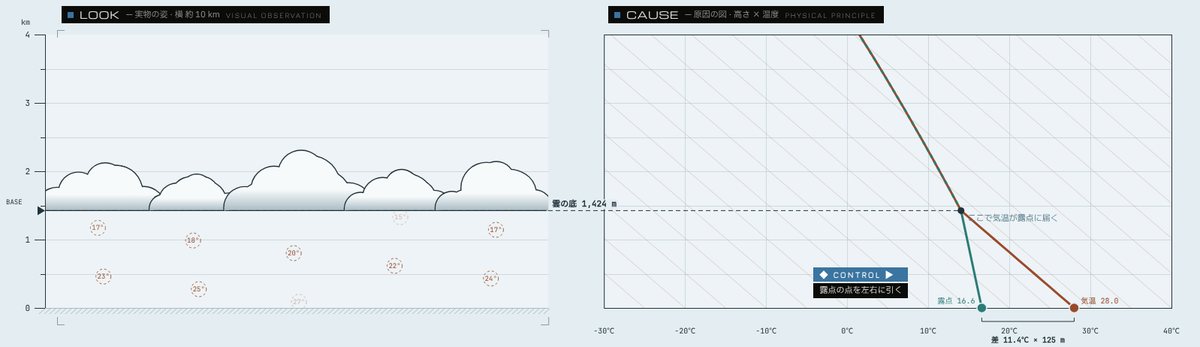 LOOK — 実物の姿・横 約 10 km VISUAL OBSERVATION
km
4
3
2
BASE
1
0
17°
18°
20°
15°
17°
23°
25°
27°
22°
24°
雲の底 1,424 m
CAUSE — 原因の図・高さ × 温度 PHYSICAL PRINCIPLE
ここで気温が露点に届く
◆ CONTROL ▶
露点の点を左右に引く
露点 16.6
気温 28.0
-30°C -20°C -10°C 0°C 10°C 20°C 30°C 40°C
差 11.4°C × 125 m